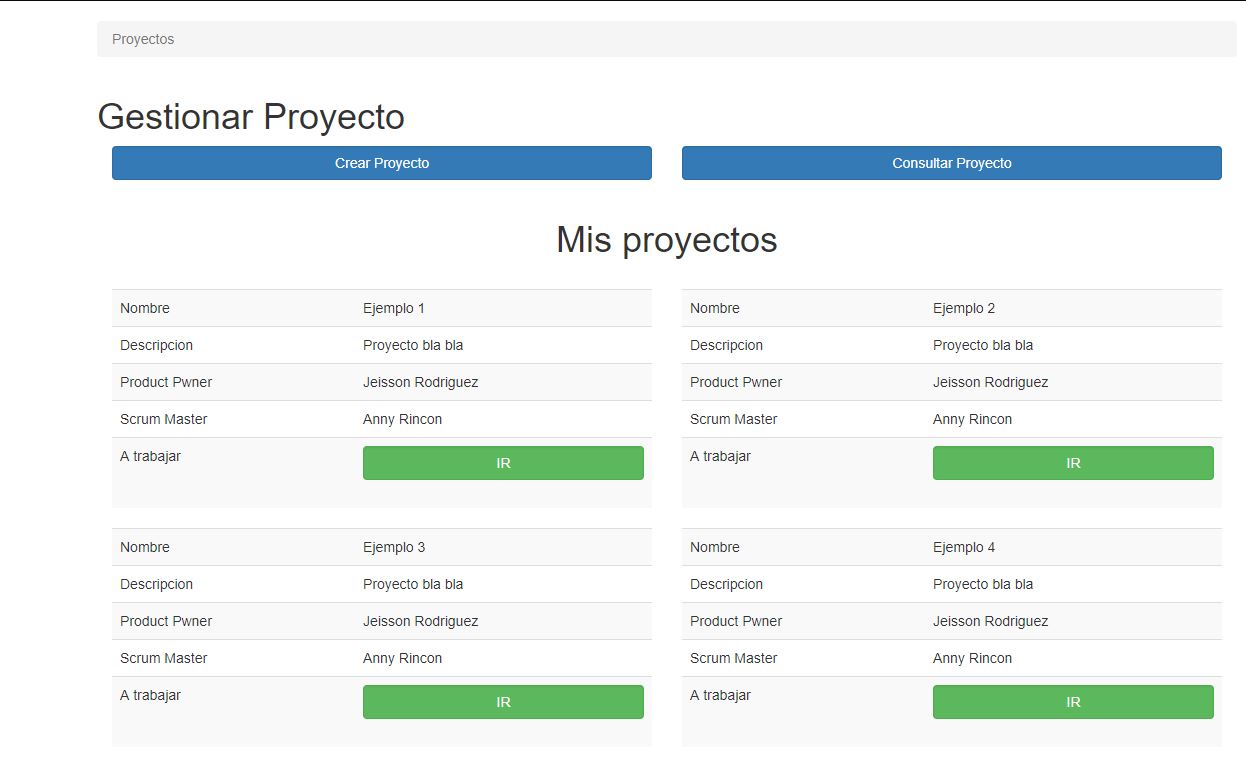 Proyectos
Gestionar Proyecto
Crear Proyecto Consultar Proyecto
Mis proyectos
Nombre Ejemplo 1
Descripcion Proyecto bla bla
Product Pwner Jeisson Rodriguez
Scrum Master Anny Rincon
A trabajar IR
Nombre Ejemplo 2
Descripcion Proyecto bla bla
Product Pwner Jeisson Rodriguez
Scrum Master Anny Rincon
A trabajar IR
Nombre Ejemplo 3
Descripcion Proyecto bla bla
Product Pwner Jeisson Rodriguez
Scrum Master Anny Rincon
A trabajar IR
Nombre Ejemplo 4
Descripcion Proyecto bla bla
Product Pwner Jeisson Rodriguez
Scrum Master Anny Rincon
A trabajar IR